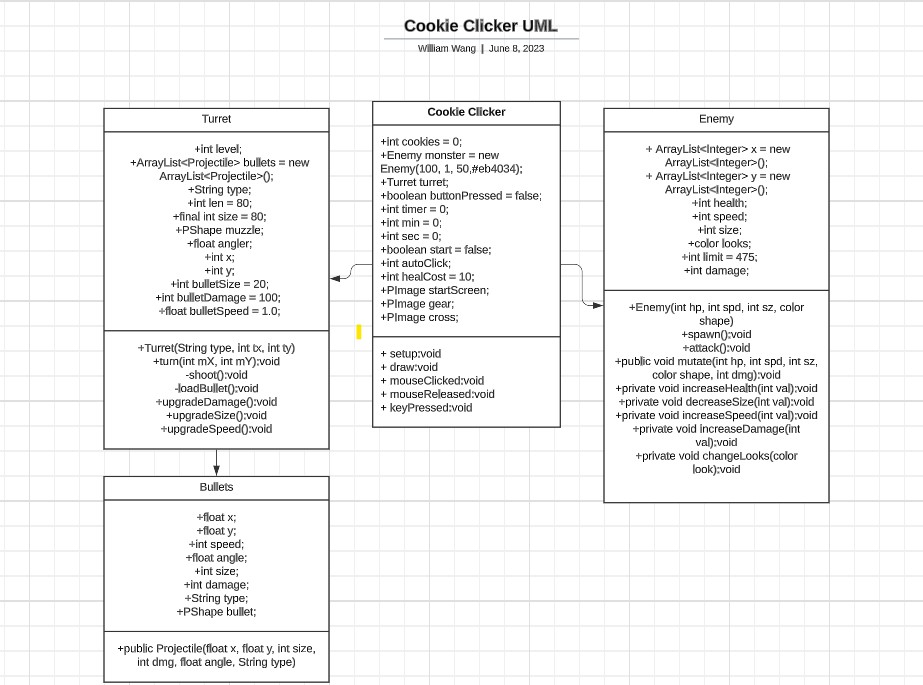 Cookie Clicker UML
William Wang | June 8, 2023
Turret
+int level;
+ArrayList<Projectile> bullets = new
ArrayList<Projectile>();
+String type;
+int len = 80;
+final int size = 80;
+PShape muzzle;
+float angler;
+int x;
+int y;
+int bulletSize = 20;
+int bulletDamage = 100;
+float bulletSpeed = 1.0;
+Turret(String type, int tx, int ty)
+turn(int mX, int mY):void
-shoot():void
-loadBullet():void
+upgradeDamage():void
+upgradeSize():void
+upgradeSpeed():void
Bullets
+float x;
+float y;
+int speed;
+float angle;
+int size;
+int damage;
+String type;
+PShape bullet;
+public Projectile(float x, float y, int size,
int dmg, float angle, String type)
Cookie Clicker
+int cookies = 0;
+Enemy monster = new
Enemy(100, 1, 50,#eb4034);
+Turret turret;
+boolean buttonPressed = false;
+int timer = 0;
+int min = 0;
+int sec = 0;
+boolean start = false;
+int autoClick;
+int healCost = 10;
+PImage startScreen;
+PImage gear;
+PImage cross;
+ setup:void
+ draw:void
+ mouseClicked:void
+ mouseReleased:void
+ keyPressed:void
Enemy
+ ArrayList<Integer> x = new
ArrayList<Integer>();
+ ArrayList<Integer> y = new
ArrayList<Integer>();
+int health;
+int speed;
+int size;
+color looks;
+int limit = 475;
+int damage;
+Enemy(int hp, int spd, int sz, color
shape)
+spawn():void
+attack():void
+public void mutate(int hp, int spd, int sz,
color shape, int dmg):void
+private void increaseHealth(int val):void
+private void decreaseSize(int val):void
+private void increaseSpeed(int val):void
+private void increaseDamage(int
val):void
+private void changeLooks(color
look):void